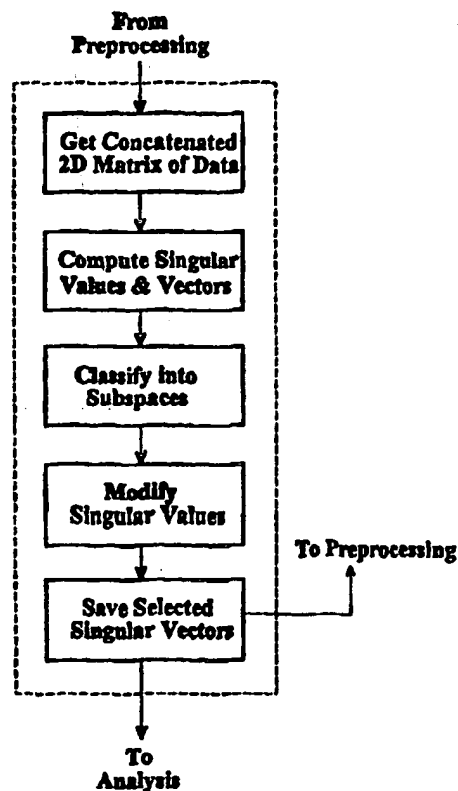 From
Preprocessing
Get Concatenated
2D Matrix of Data
Compute Singular
Values & Vectors
Classify into
Subspaces
Modify
Singular Values
To Preprocessing
Save Selected
Singular Vectors
To
Analysis